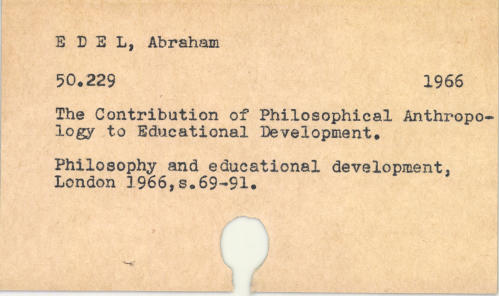 E D E L, Abraham
50.229 1966
The Contribution of Philosophical Anthropo-
logy to Educational Development.
Philosophy and educational development,
London 1966,s.69-91.